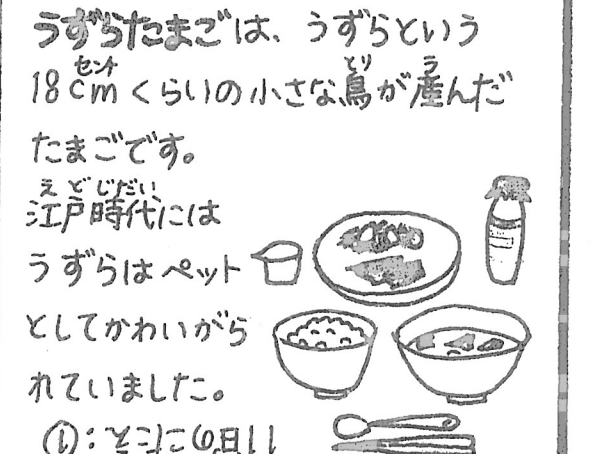 うずらたまごは、うずらという
18cmくらいの小さな鳥が産んだ
たまごです。
江戸時代には
うずらはペット
としてかわいがら
れていました。